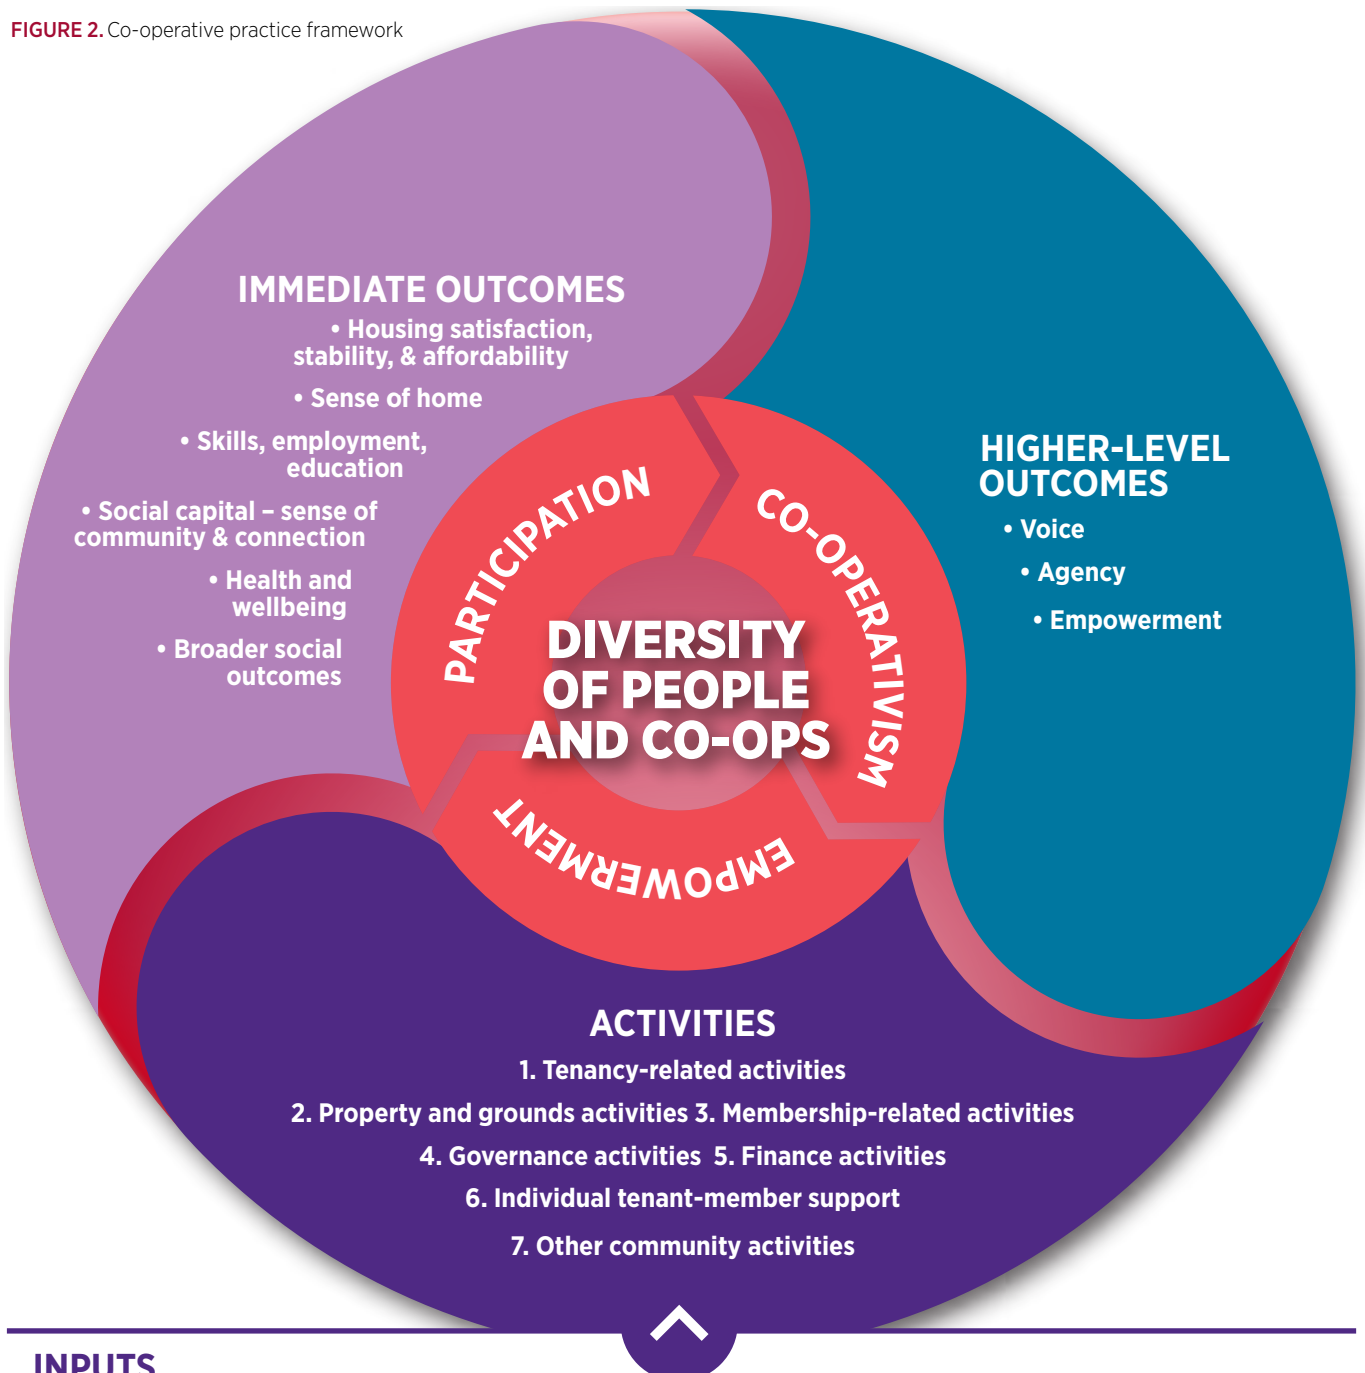 FIGURE 2. Co-operative practice framework
IMMEDIATE OUTCOMES
• Housing satisfaction,
stability, & affordability
• Sense of home
• Skills, employment,
education
• Social capital – sense of
community & connection
• Health and
wellbeing
• Broader social
outcomes
HIGHER-LEVEL
OUTCOMES
• Voice
• Agency
• Empowerment
PARTICIPATION
CO-OPERATIVISM
EMPOWERMENT
DIVERSITY
OF PEOPLE
AND CO-OPS
ACTIVITIES
1. Tenancy-related activities
2. Property and grounds activities 3. Membership-related activities
4. Governance activities 5. Finance activities
6. Individual tenant-member support
7. Other community activities
INPUTS